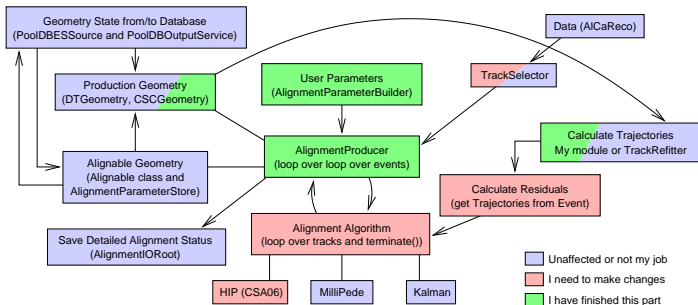 Geometry State from/to Database
(PoolDBESSource and PoolDBOutputService)
Data (AlCaReco)
Production Geometry
(DTGeometry, CSCGeometry)
User Parameters
(AlignmentParameterBuilder)
TrackSelector
AlignmentProducer
(loop over loop over events)
Calculate Trajectories
My module or TrackRefitter
Alignable Geometry
(Alignable class and
AlignmentParameterStore)
Calculate Residuals
(get Trajectories from Event)
Save Detailed Alignment Status
(AlignmentIORoot)
Alignment Algorithm
(loop over tracks and terminate())
HIP (CSA06)
MilliPede
Kalman
Unaffected or not my job
I need to make changes
I have finished this part